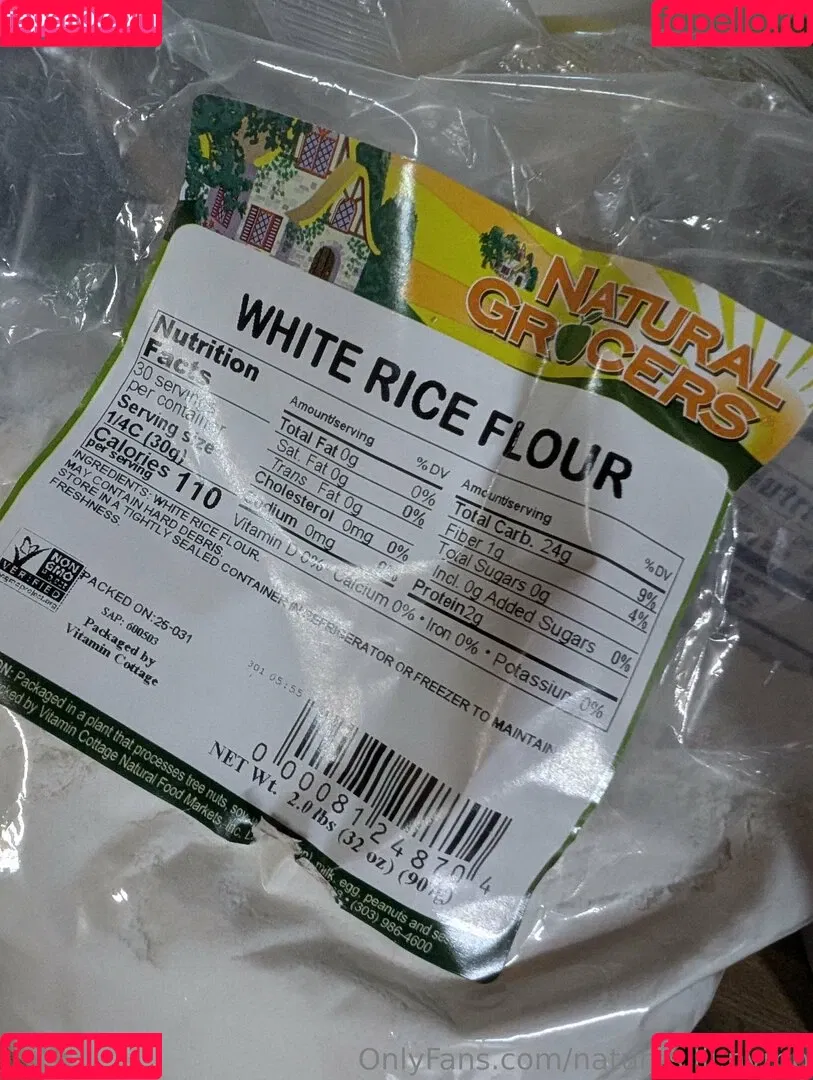 fapello.ru
fapello.ru
NATURAL
GROCERS
WHITE RICE FLOUR
Nutrition
Facts
30 servings
per container
Serving size
1/4C (30g)
Calories 110
per serving
Amount/serving %DV
Total Fat 0g 0%
Sat. Fat 0g 0%
Trans Fat 0g
Cholesterol 0mg 0%
Sodium 0mg 0%
Amount/serving %DV
Total Carb. 24g 9%
Fiber 1g 4%
Total Sugars 0g
Incl. 0g Added Sugars 0%
Protein 2g
Vitamin D 0% • Calcium 0% • Iron 0% • Potassium 0%
INGREDIENTS: WHITE RICE FLOUR.
MAY CONTAIN HARD DEBRIS.
STORE IN A TIGHTLY SEALED CONTAINER IN REFRIGERATOR OR FREEZER TO MAINTAIN
FRESHNESS.
NON
GMO
VERIFIED
PACKED ON:25-031
SAP: 600503
Packaged by
Vitamin Cottage
301 05:55
0 00081 24870 4
NET Wt. 2.0 lbs (32 oz) (907g)
Packaged in a plant that processes tree nuts, milk, egg, peanuts and
by Vitamin Cottage Natural Food Markets, Inc. (303) 986-4600
fapello.ru
OnlyFans.com/natur
fapello.ru